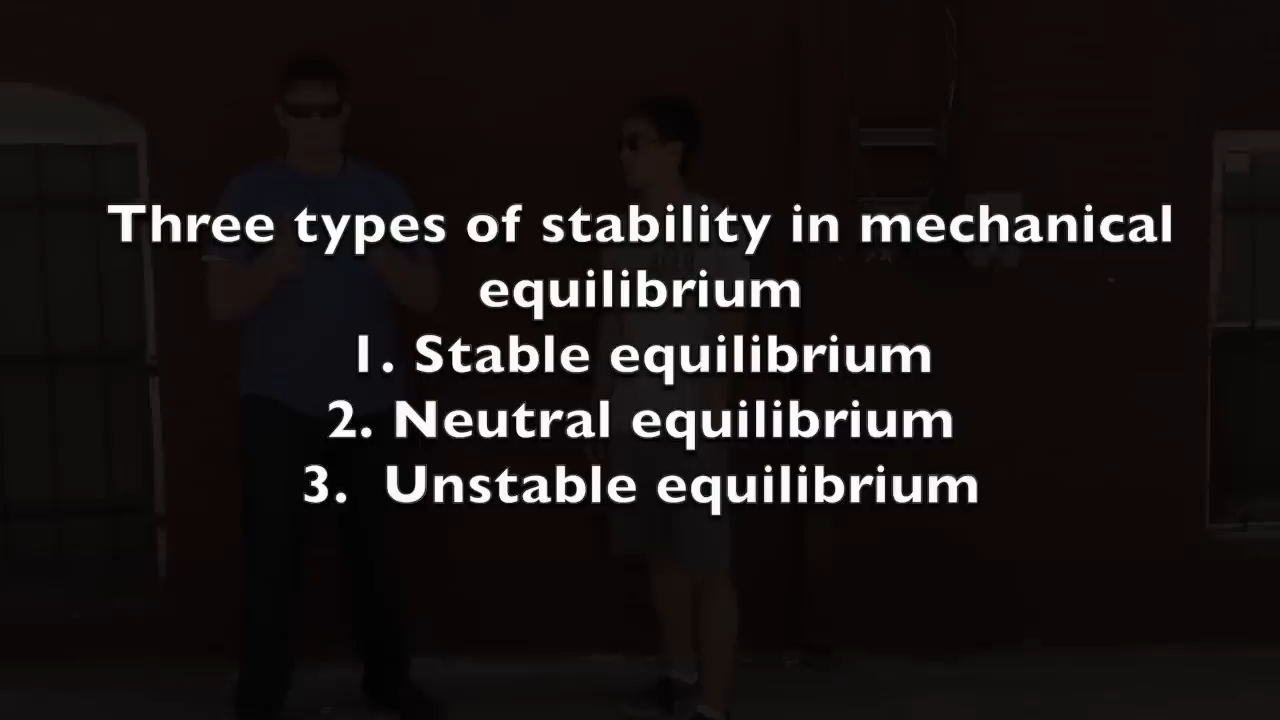 Three types of stability in mechanical
equilibrium
1. Stable equilibrium
2. Neutral equilibrium
3. Unstable equilibrium